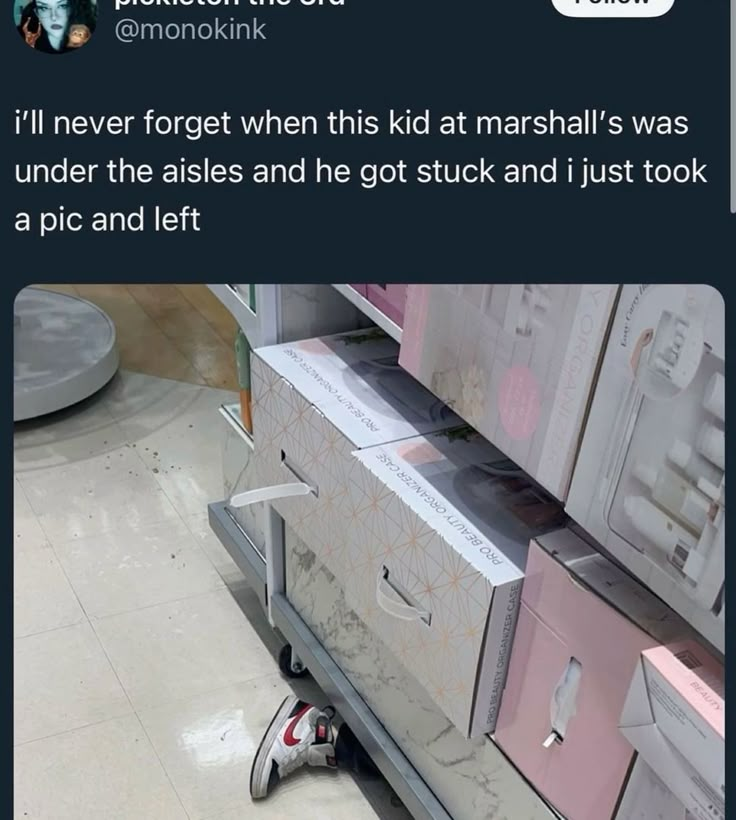 @monokink
i'll never forget when this kid at marshall's was
under the aisles and he got stuck and i just took
a pic and left
PRO BEAUTY ORGANIZER CASE
PRO BEAUTY ORGANIZER CASE
PRO BEAUTY ORGANIZER CASE
BEAUTY